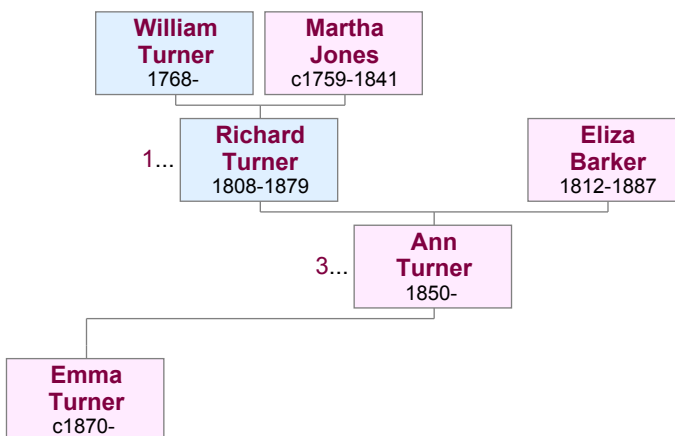 William
Turner
1768-
Martha
Jones
c1759-1841
1...
Richard
Turner
1808-1879
Eliza
Barker
1812-1887
3...
Ann
Turner
1850-
Emma
Turner
c1870-